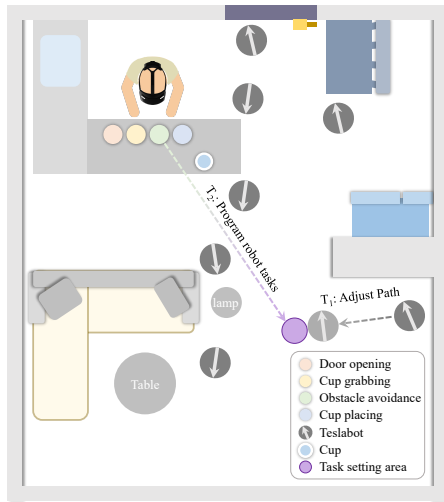 T₂: Program robot tasks
lamp
T₁: Adjust Path
Table
Door opening
Cup grabbing
Obstacle avoidance
Cup placing
Teslabot
Cup
Task setting area